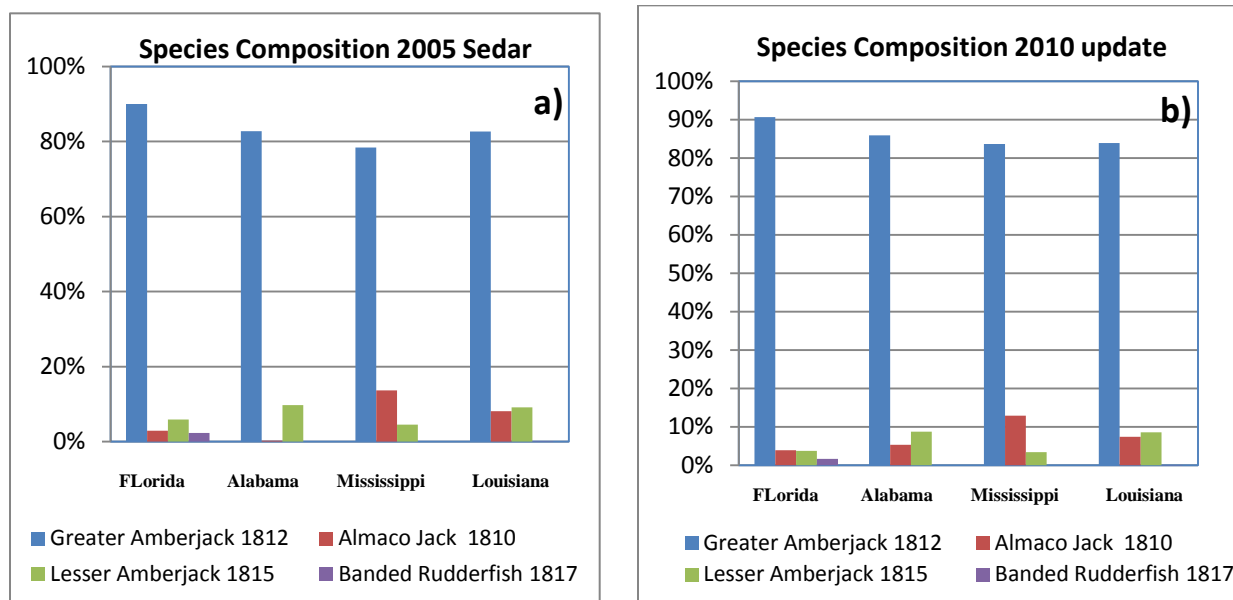 Species Composition 2005 Sedar
a)
100%
80%
60%
40%
20%
0%
FLorida Alabama Mississippi Louisiana
Greater Amberjack 1812 Almaco Jack 1810
Lesser Amberjack 1815 Banded Rudderfish 1817
Species Composition 2010 update
b)
100%
90%
80%
70%
60%
50%
40%
30%
20%
10%
0%
FLorida Alabama Mississippi Louisiana
Greater Amberjack 1812 Almaco Jack 1810
Lesser Amberjack 1815 Banded Rudderfish 1817